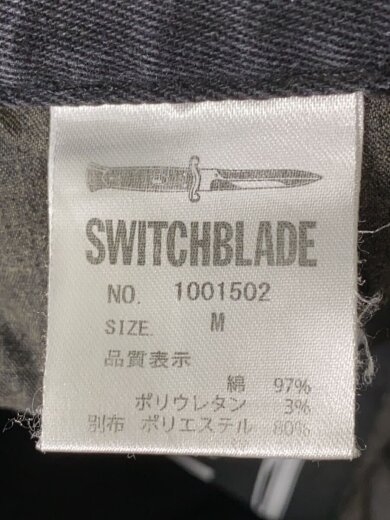 SWITCHBLADE
NO. 1001502
SIZE. M
品質表示
綿 97%
ポリウレタン 3%
別布 ポリエステル 80%